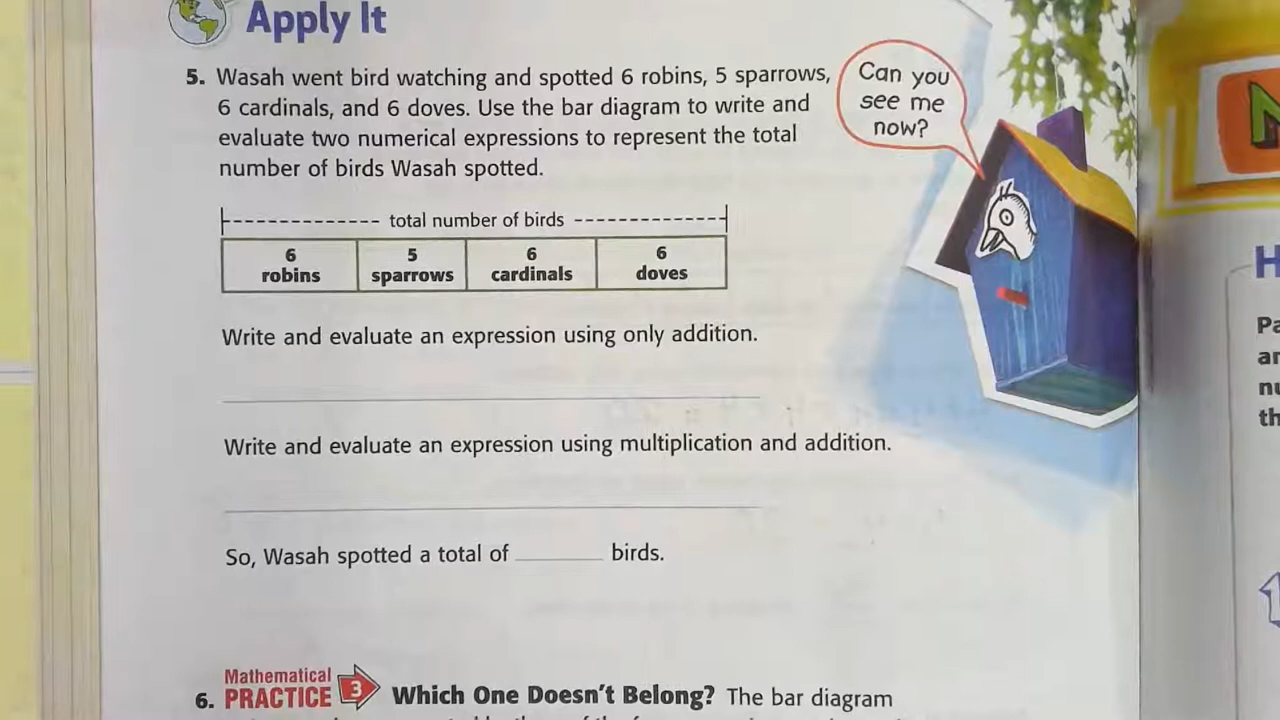 Apply It
5. Wasah went bird watching and spotted 6 robins, 5 sparrows,
6 cardinals, and 6 doves. Use the bar diagram to write and
evaluate two numerical expressions to represent the total
number of birds Wasah spotted.
Can you
see me
now?
total number of birds
6 robins
5 sparrows
6 cardinals
6 doves
Write and evaluate an expression using only addition.
Write and evaluate an expression using multiplication and addition.
So, Wasah spotted a total of ______ birds.
Mathematical
6. PRACTICE 3 Which One Doesn't Belong? The bar diagram
H
Pa
ar
nu
th